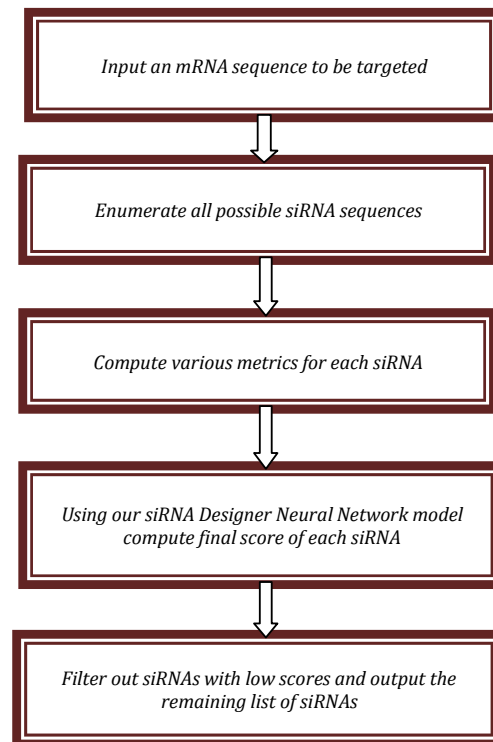 Input an mRNA sequence to be targeted
Enumerate all possible siRNA sequences
Compute various metrics for each siRNA
Using our siRNA Designer Neural Network model
compute final score of each siRNA
Filter out siRNAs with low scores and output the
remaining list of siRNAs